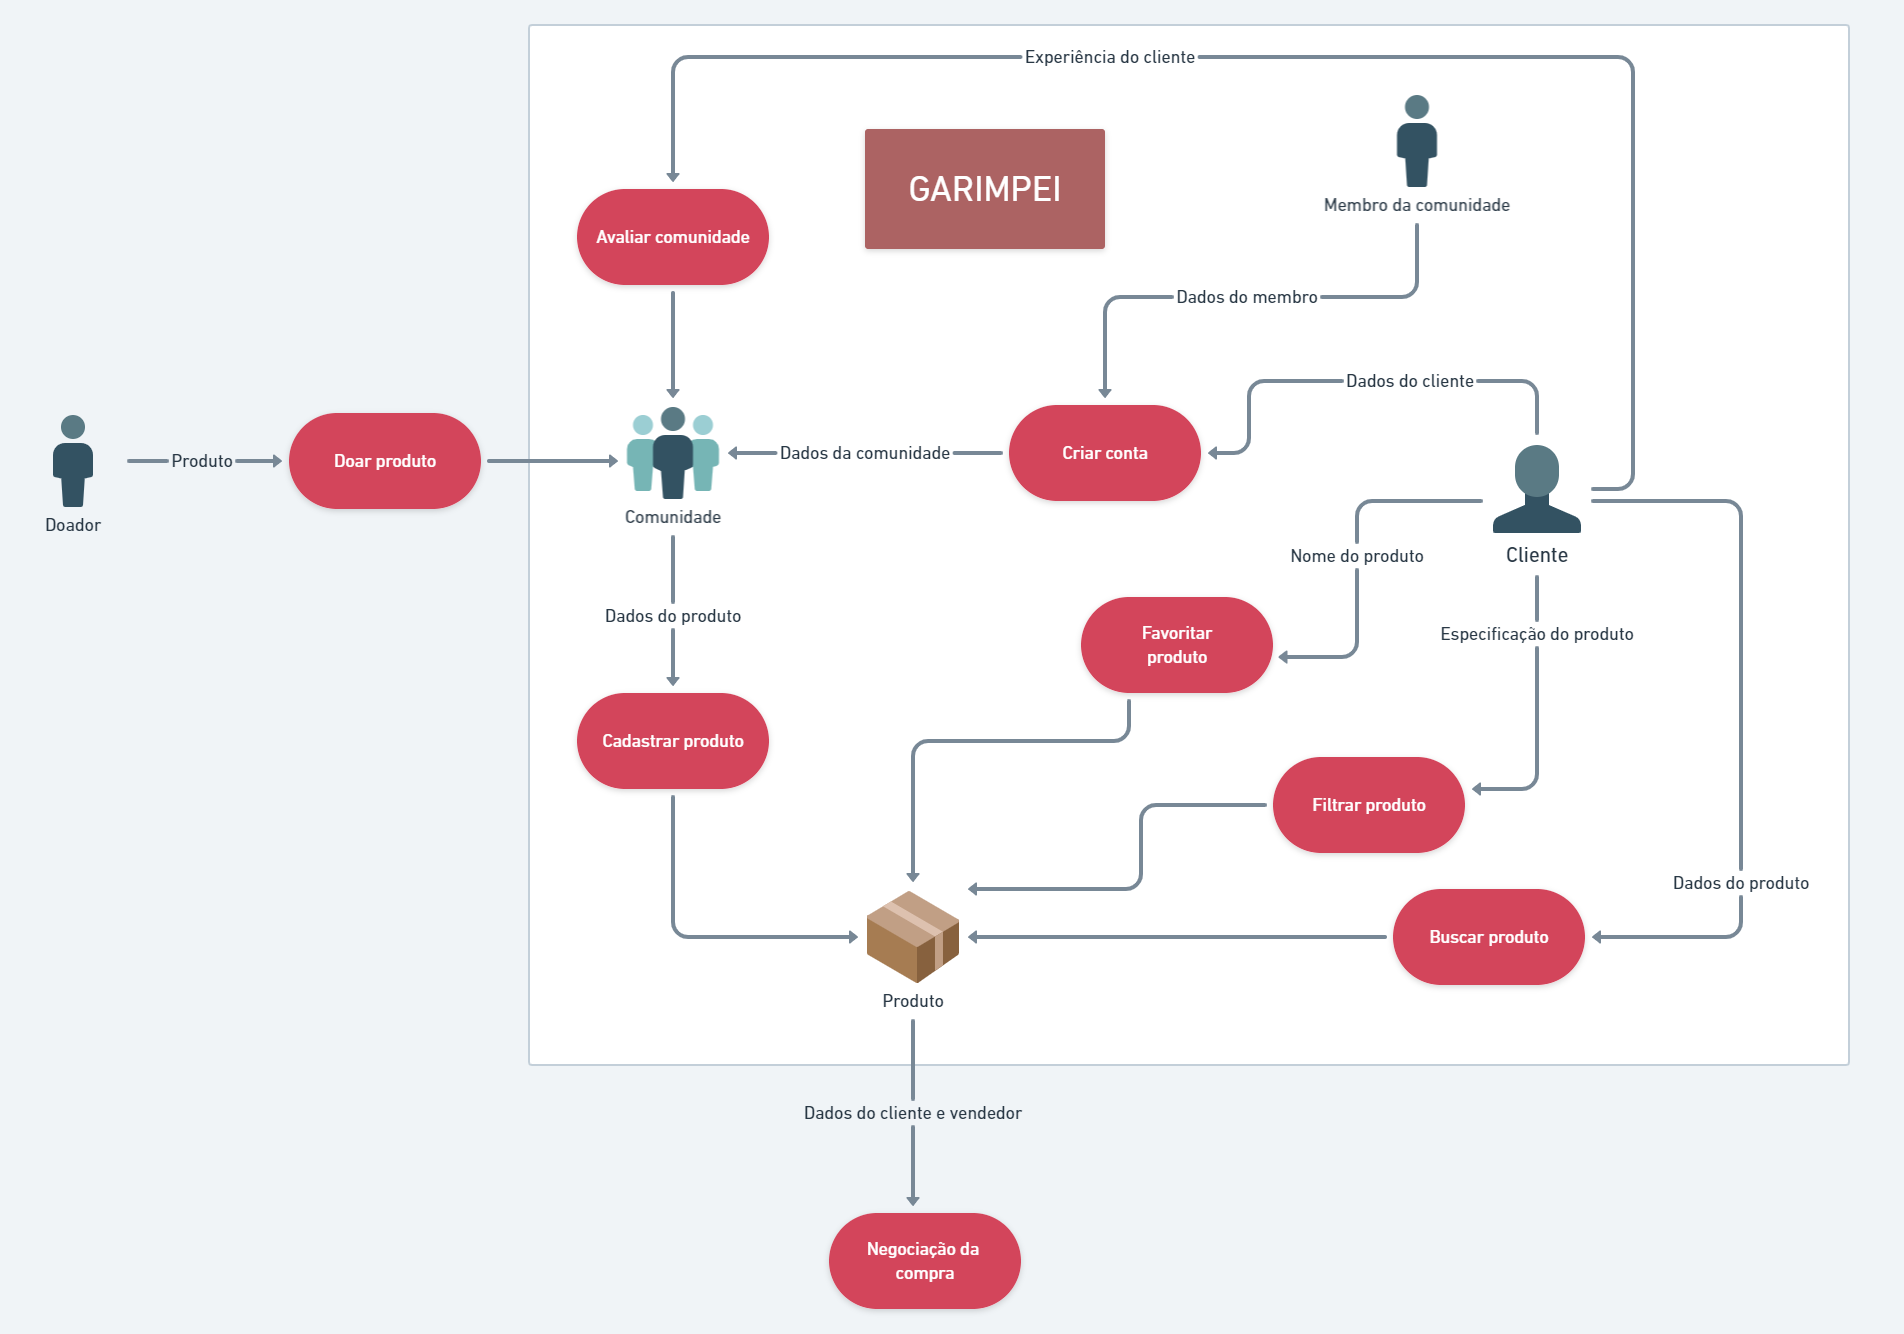 Experiência do cliente
GARIMPEI
Membro da comunidade
Avaliar comunidade
Dados do membro
Dados do cliente
Produto
Doar produto
Dados da comunidade
Criar conta
Doador
Comunidade
Cliente
Nome do produto
Dados do produto
Favoritar
produto
Especificação do produto
Cadastrar produto
Filtrar produto
Dados do produto
Buscar produto
Produto
Dados do cliente e vendedor
Negociação da
compra